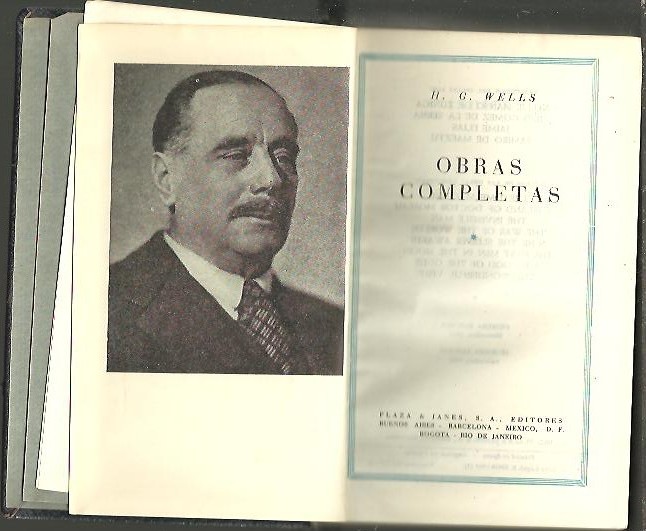 H. G. WELLS
OBRAS
COMPLETAS
*
PLAZA & JANES, S. A., EDITORES
BUENOS AIRES - BARCELONA - MEXICO, D. F.
BOGOTA - RIO DE JANEIRO